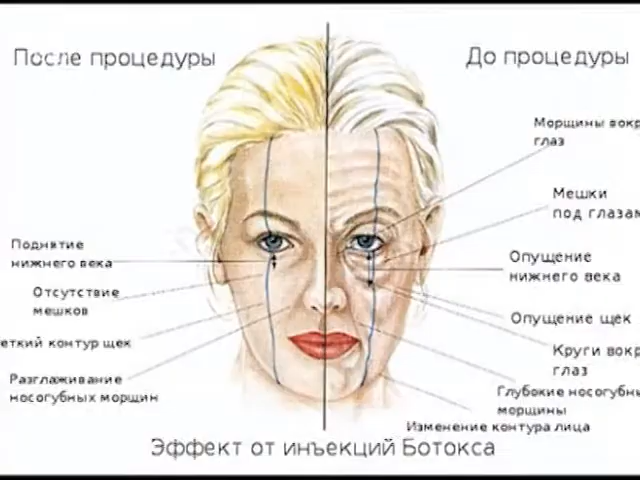 После процедуры
До процедуры
Морщины вокр
глаз
Мешки
под глазам
Опущение
нижнего века
Опущение щек
Круги вокр
глаз
Глубокие носогубнь
морщины
Изменение контура лица
Поднятие
нижнего века
Отсутствие
мешков
еткий контур щек
Разглаживание
носогубных морщин
Эффект от инъекций Ботокса